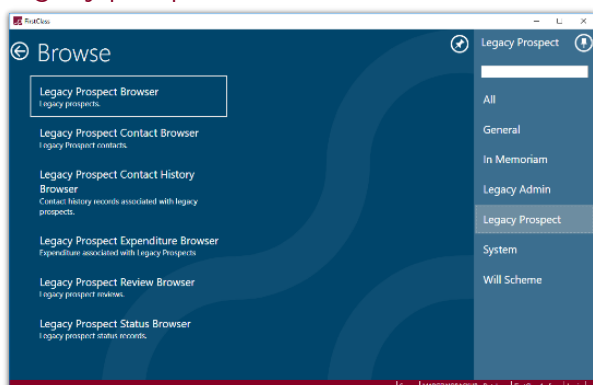 FirstClass
Browse
Legacy Prospect Browser
Legacy prospects.
Legacy Prospect Contact Browser
Legacy Prospect contacts.
Legacy Prospect Contact History
Browser
Contact history records associated with legacy
prospects.
Legacy Prospect Expenditure Browser
Expenditure associated with Legacy Prospects
Legacy Prospect Review Browser
Legacy prospect reviews.
Legacy Prospect Status Browser
Legacy prospect status records.
Legacy Prospect
All
General
In Memoriam
Legacy Admin
Legacy Prospect
System
Will Scheme